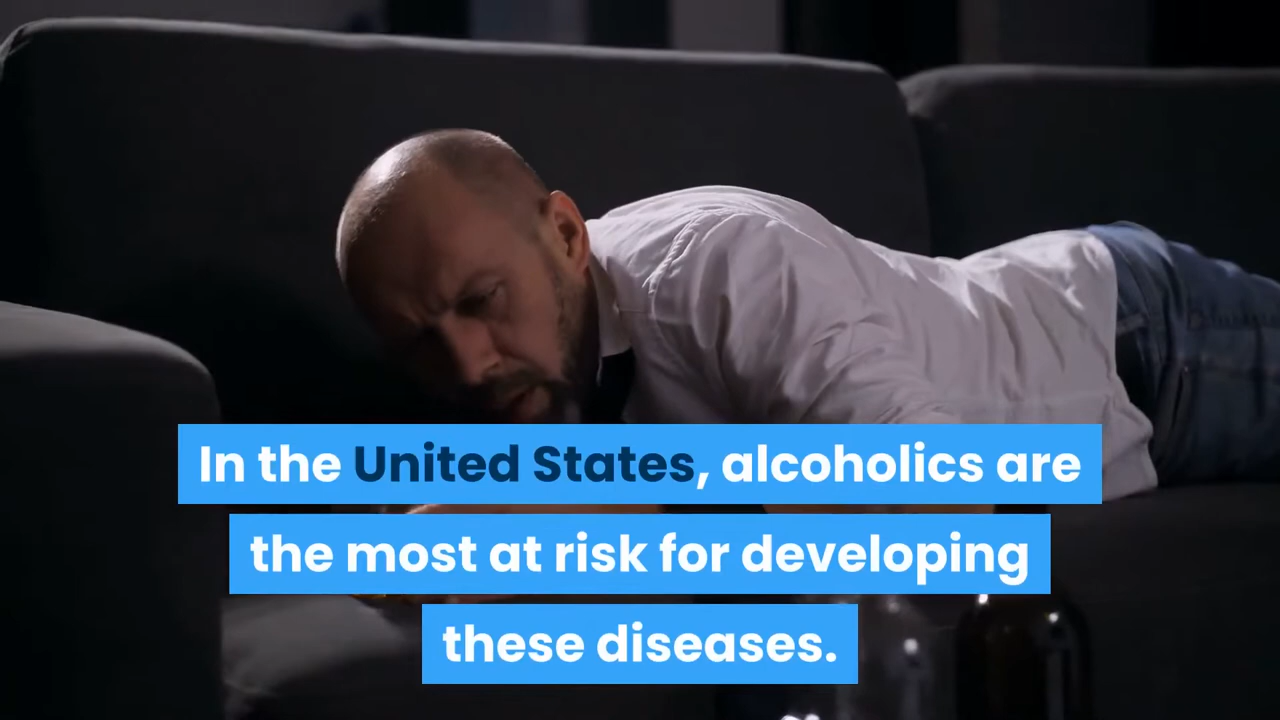 In the United States, alcoholics are
the most at risk for developing
these diseases.